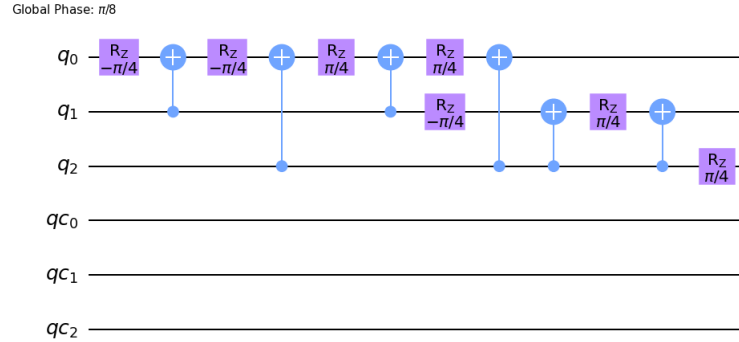 Global Phase: π/8
q0 RZ −π/4 RZ −π/4 RZ π/4 RZ π/4
q1 RZ −π/4 RZ π/4
q2 RZ π/4
qc0
qc1
qc2